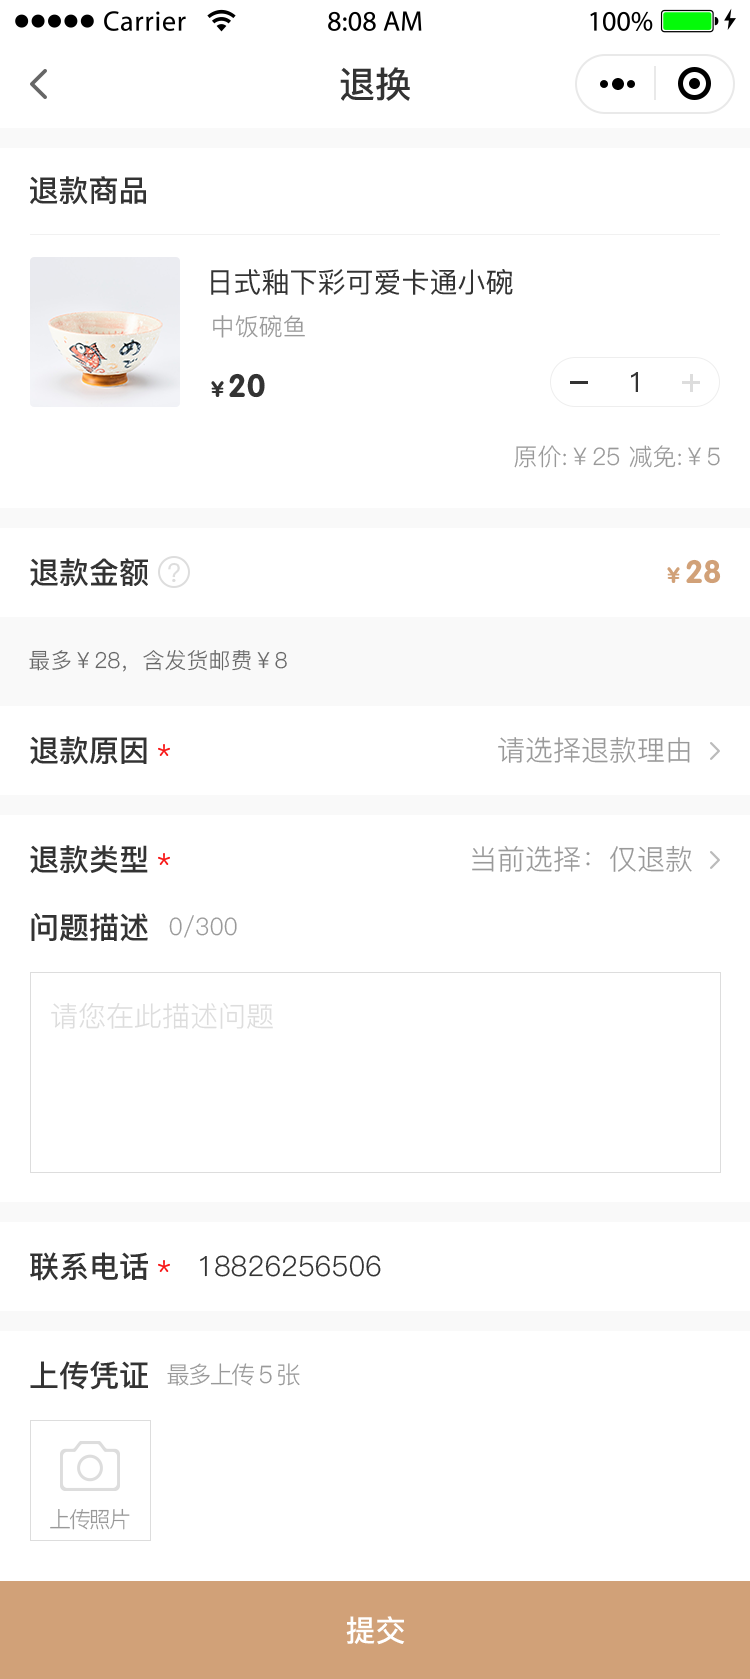 Carrier 8:08 AM 100%
退换
退款商品
日式釉下彩可爱卡通小碗
中饭碗鱼
¥20
1
原价:¥25 减免:¥5
退款金额 ? ¥28
最多¥28，含发货邮费¥8
退款原因 * 请选择退款理由
退款类型 * 当前选择：仅退款
问题描述 0/300
请您在此描述问题
联系电话 * 18826256506
上传凭证 最多上传5张
上传照片
提交